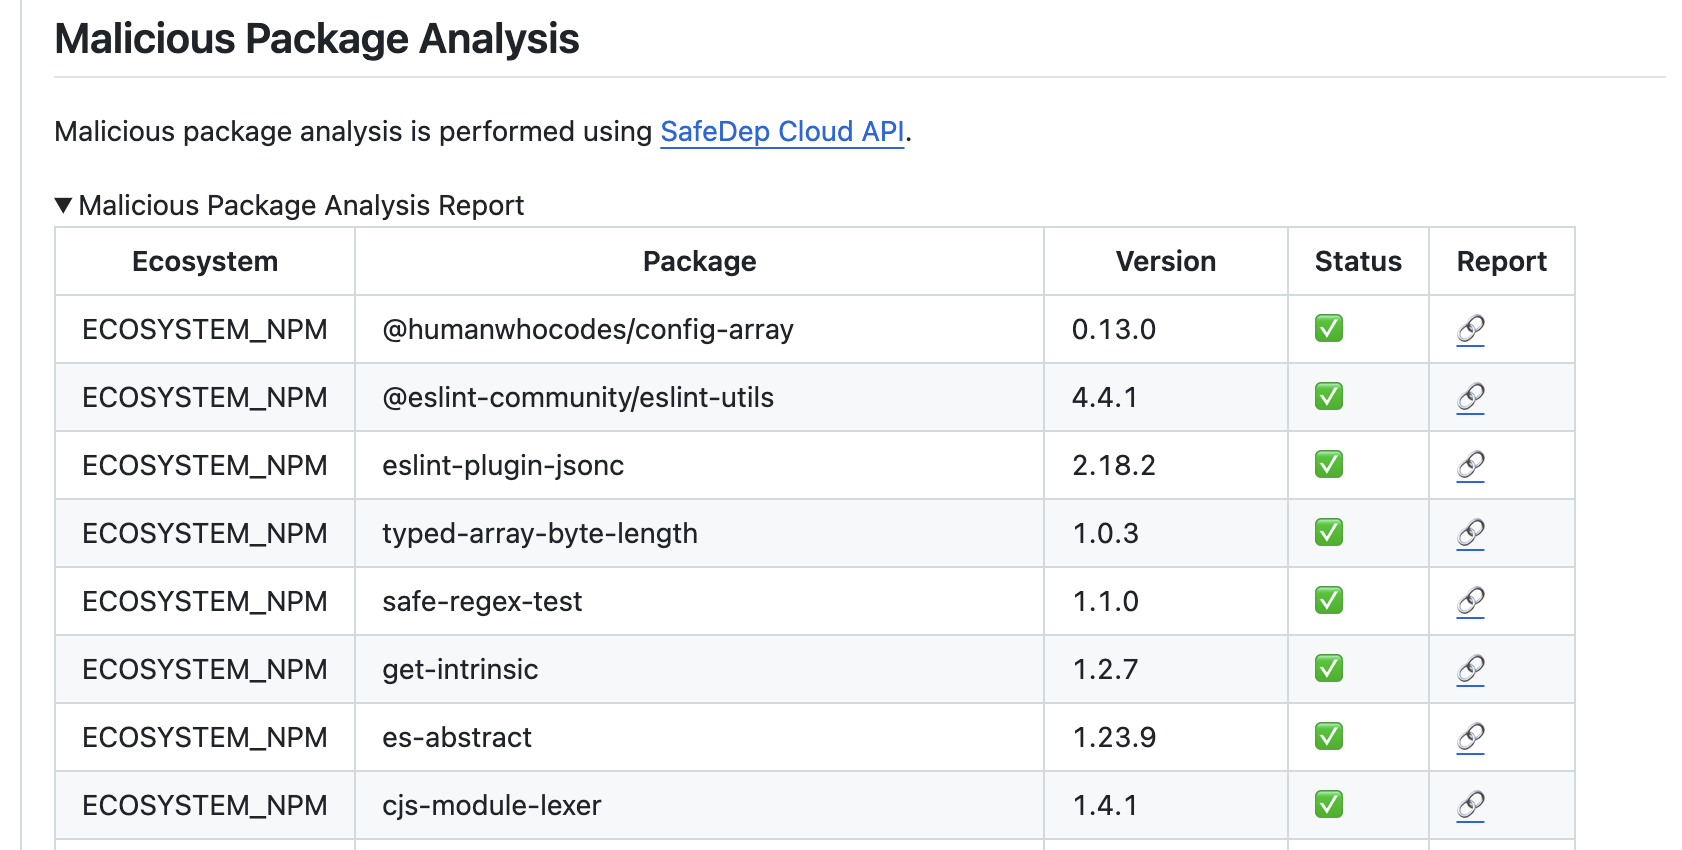 Malicious Package Analysis
Malicious package analysis is performed using SafeDep Cloud API.
▼ Malicious Package Analysis Report
Ecosystem Package Version Status Report
ECOSYSTEM_NPM @humanwhocodes/config-array 0.13.0 ✅ 🔗
ECOSYSTEM_NPM @eslint-community/eslint-utils 4.4.1 ✅ 🔗
ECOSYSTEM_NPM eslint-plugin-jsonc 2.18.2 ✅ 🔗
ECOSYSTEM_NPM typed-array-byte-length 1.0.3 ✅ 🔗
ECOSYSTEM_NPM safe-regex-test 1.1.0 ✅ 🔗
ECOSYSTEM_NPM get-intrinsic 1.2.7 ✅ 🔗
ECOSYSTEM_NPM es-abstract 1.23.9 ✅ 🔗
ECOSYSTEM_NPM cjs-module-lexer 1.4.1 ✅ 🔗